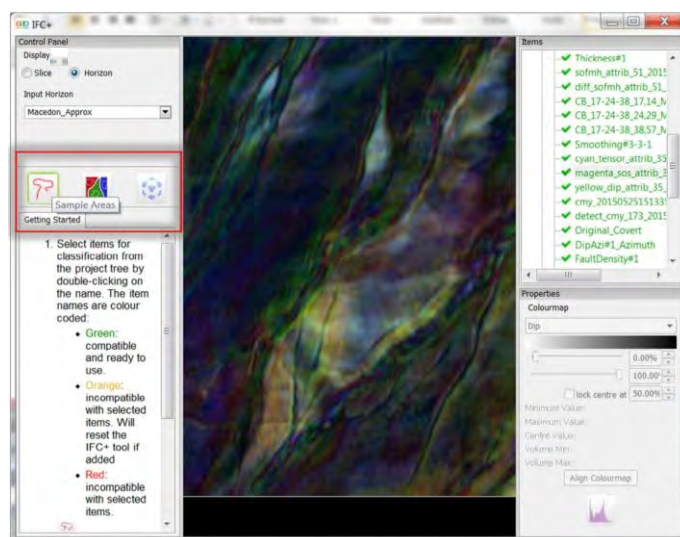 IFC+
Control Panel
Display
Slice
Horizon
Input Horizon
Macedon_Approx
Sample Areas
Getting Started
1. Select items for
classification from
the project tree by
double-clicking on
the name. The item
names are colour
coded:
Green:
compatible
and ready to
use.
Orange:
incompatible
with selected
items. Will
reset the
IFC+ tool if
added
Red:
incompatible
with selected
items.
Items
Thickness#1
sofmh_attrib_51_2015
diff_sofmh_attrib_51_
CB_17-24-38_17,14_M
CB_17-24-38_24,29_M
CB_17-24-38_38,57_M
Smoothing#3-3-1
cyan_tensor_attrib_35
magenta_sos_attrib_3
yellow_dip_attrib_35_
cmy_20150525151335
detect_cmy_173_2015
Original_Covert
DipAzi#1_Azimuth
FaultDensity#1
Properties
Colourmap
Dip
0.00%
100.00
lock centre at
50.00%
Minimum Value:
Maximum Value:
Centre Value:
Volume Min:
Volume Max:
Align Colourmap